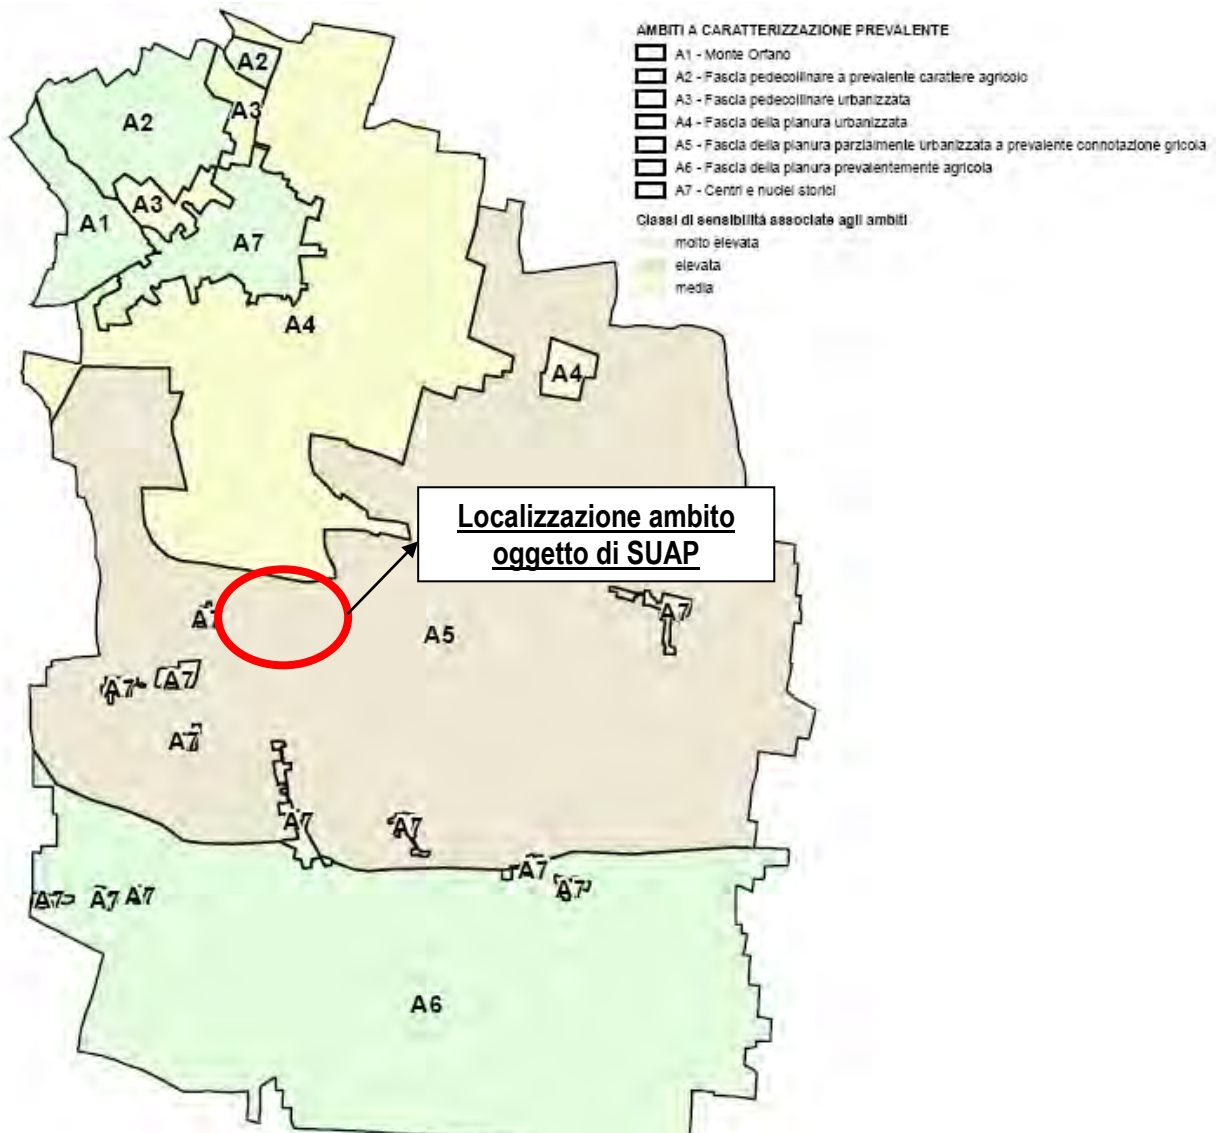 AMBITI A CARATTERIZZAZIONE PREVALENTE
A1 - Monte Orfano
A2 - Fascia pedecollinare a prevalente carattere agricolo
A3 - Fascia pedecollinare urbanizzata
A4 - Fascia della pianura urbanizzata
A5 - Fascia della pianura parzialmente urbanizzata a prevalente connotazione gricola
A6 - Fascia della pianura prevalentemente agricola
A7 - Centri e nuclei storici
Classi di sensibilità associate agli ambiti
molto elevata
elevata
media
A2
A3
A2
A3
A1
A7
A4
A4
Localizzazione ambito
oggetto di SUAP
A7
A7
A5
A7
A7
A7
A7
A7
A7
A7
A7
A7
A7
A6